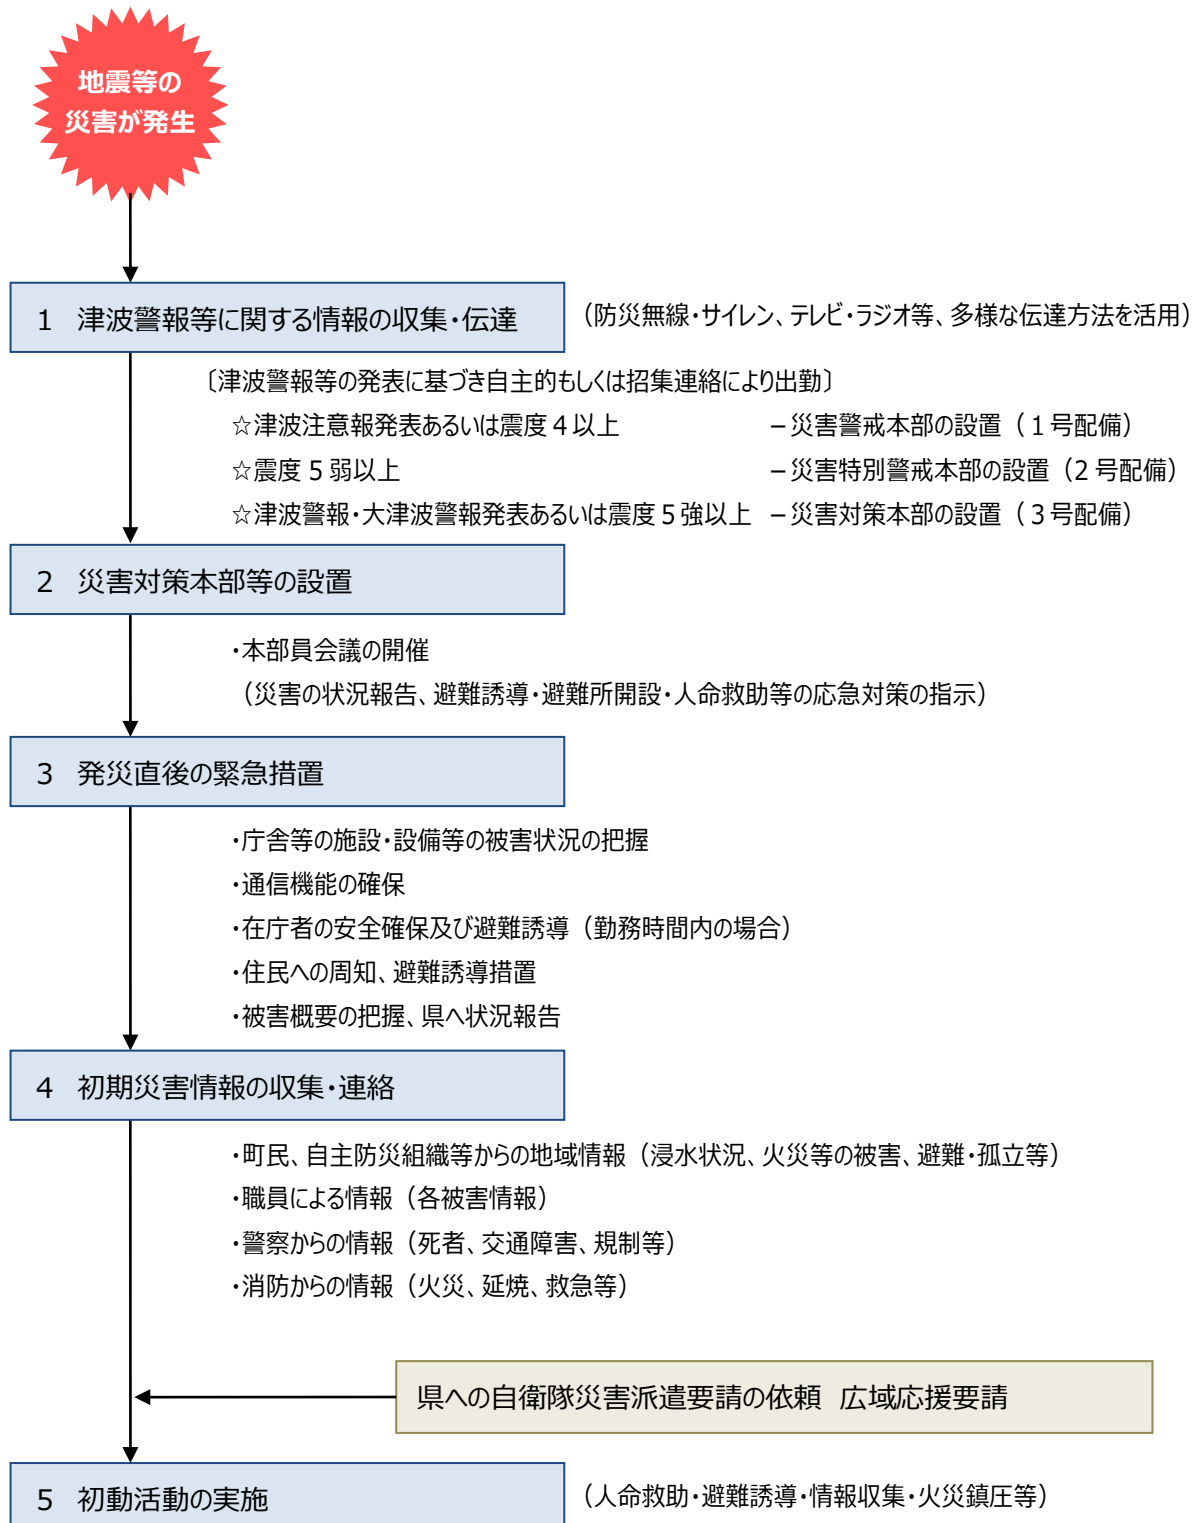 地震等の
災害が発生
1 津波警報等に関する情報の収集・伝達 （防災無線・サイレン、テレビ・ラジオ等、多様な伝達方法を活用）
〔津波警報等の発表に基づき自主的もしくは招集連絡により出勤〕
☆津波注意報発表あるいは震度４以上 －災害警戒本部の設置（１号配備）
☆震度５弱以上 －災害特別警戒本部の設置（２号配備）
☆津波警報・大津波警報発表あるいは震度５強以上 －災害対策本部の設置（３号配備）
2 災害対策本部等の設置
・本部員会議の開催
（災害の状況報告、避難誘導・避難所開設・人命救助等の応急対策の指示）
3 発災直後の緊急措置
・庁舎等の施設・設備等の被害状況の把握
・通信機能の確保
・在庁者の安全確保及び避難誘導（勤務時間内の場合）
・住民への周知、避難誘導措置
・被害概要の把握、県へ状況報告
4 初期災害情報の収集・連絡
・町民、自主防災組織等からの地域情報（浸水状況、火災等の被害、避難・孤立等）
・職員による情報（各被害情報）
・警察からの情報（死者、交通障害、規制等）
・消防からの情報（火災、延焼、救急等）
県への自衛隊災害派遣要請の依頼 広域応援要請
5 初動活動の実施 （人命救助・避難誘導・情報収集・火災鎮圧等）